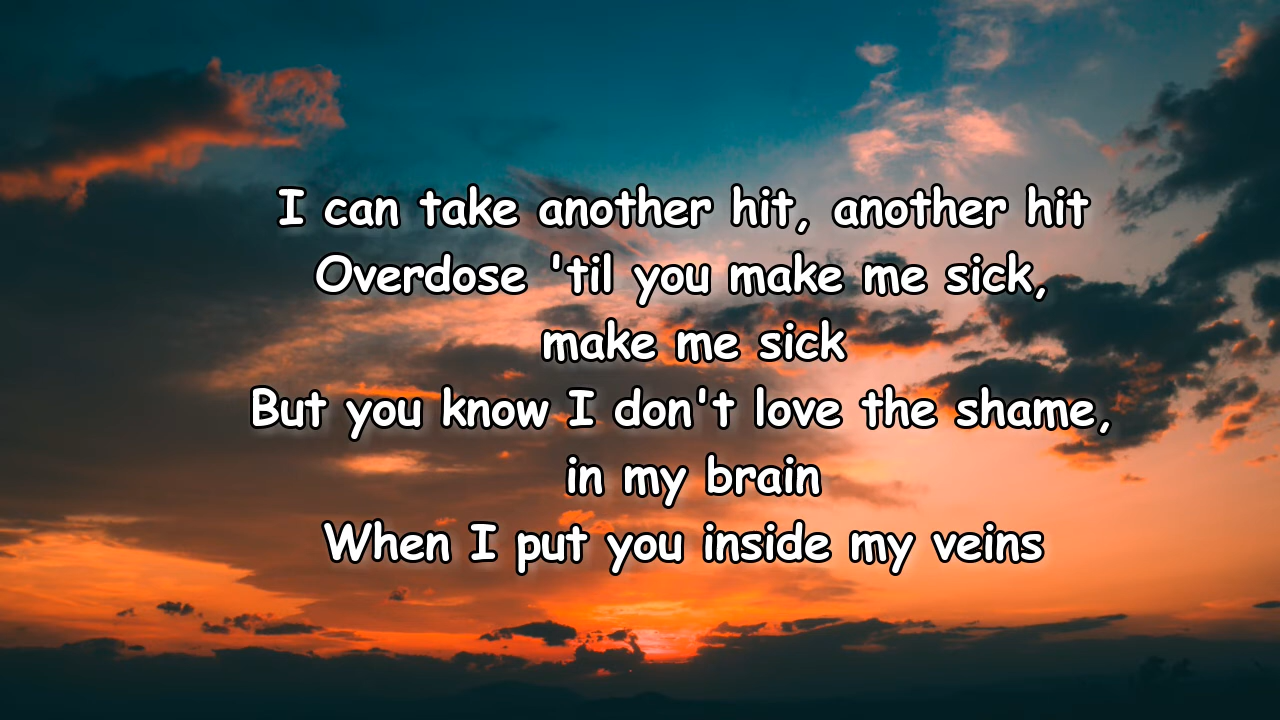 I can take another hit, another hit
Overdose 'til you make me sick,
make me sick
But you know I don't love the shame,
in my brain
When I put you inside my veins